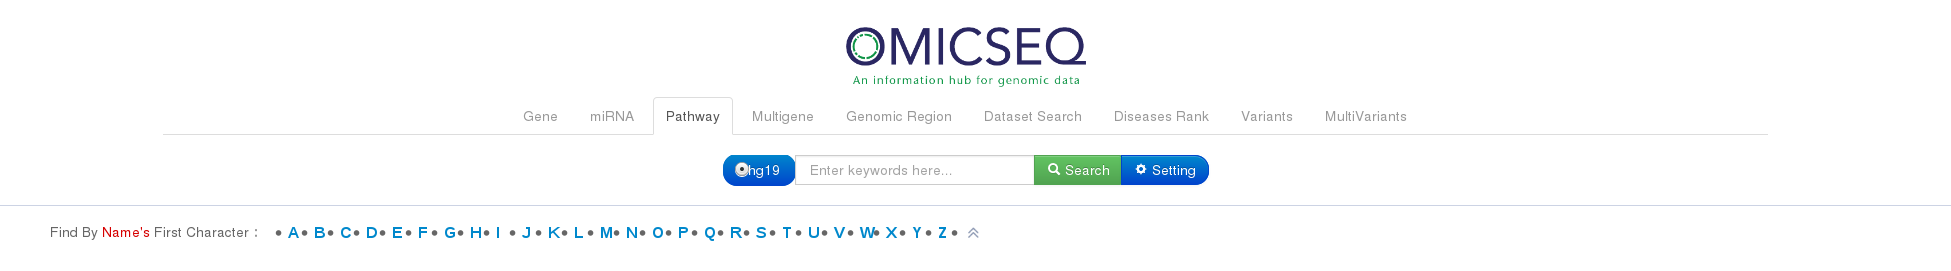 OMICSEQ
An information hub for genomic data
Gene miRNA Pathway Multigene Genomic Region Dataset Search Diseases Rank Variants MultiVariants
hg19 Enter keywords here... Search Setting
Find By Name's First Character : • A • B • C • D • E • F • G • H • I • J • K • L • M • N • O • P • Q • R • S • T • U • V • W • X • Y • Z •